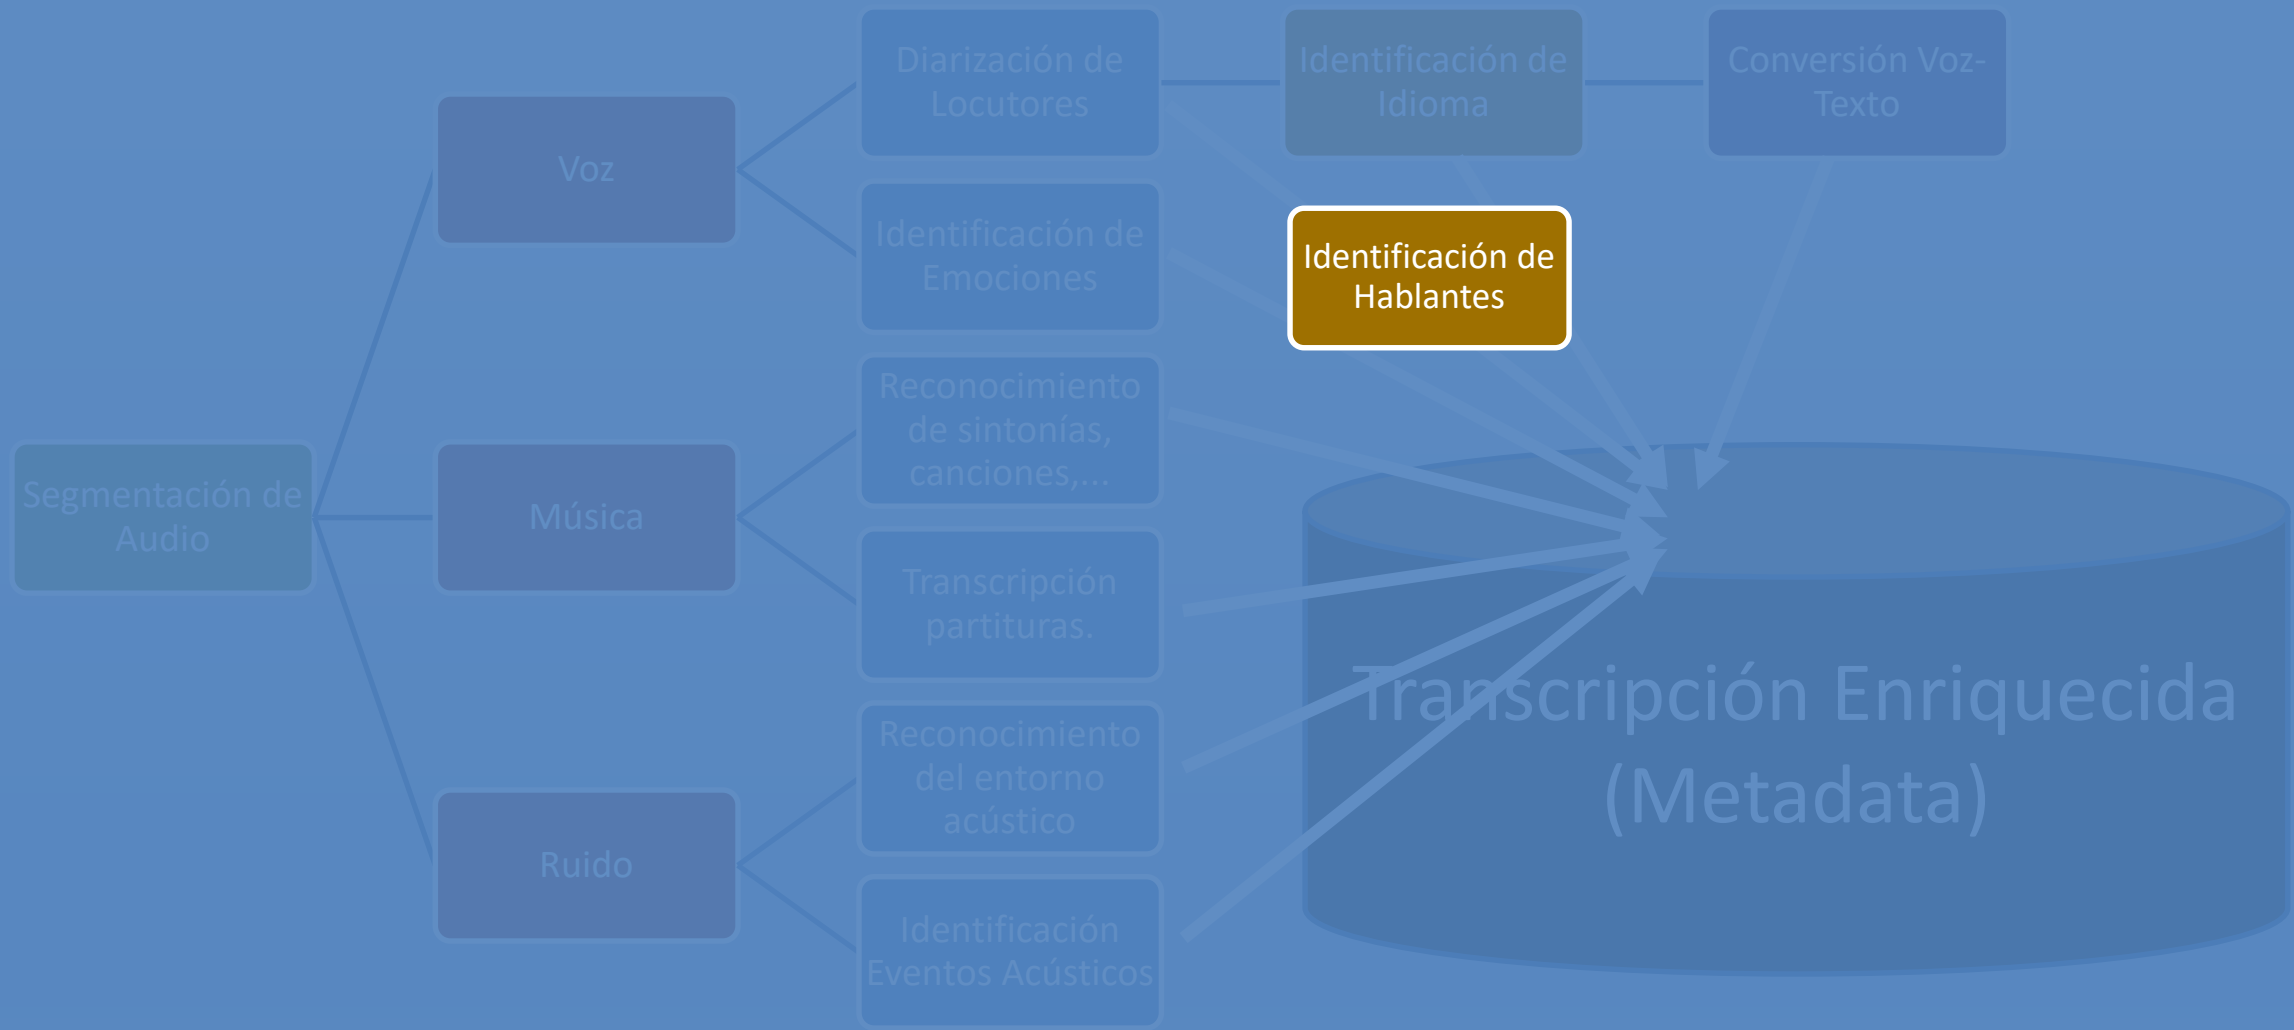 Diarización de
Locutores
Identificación de
Idioma
Conversión Voz-
Texto
Voz
Identificación de
Emociones
Identificación de
Hablantes
Reconocimiento
de sintonías,
canciones,...
Segmentación de
Audio
Música
Transcripción
partituras.
Transcripción Enriquecida
(Metadata)
Reconocimiento
del entorno
acústico
Ruido
Identificación
Eventos Acústicos